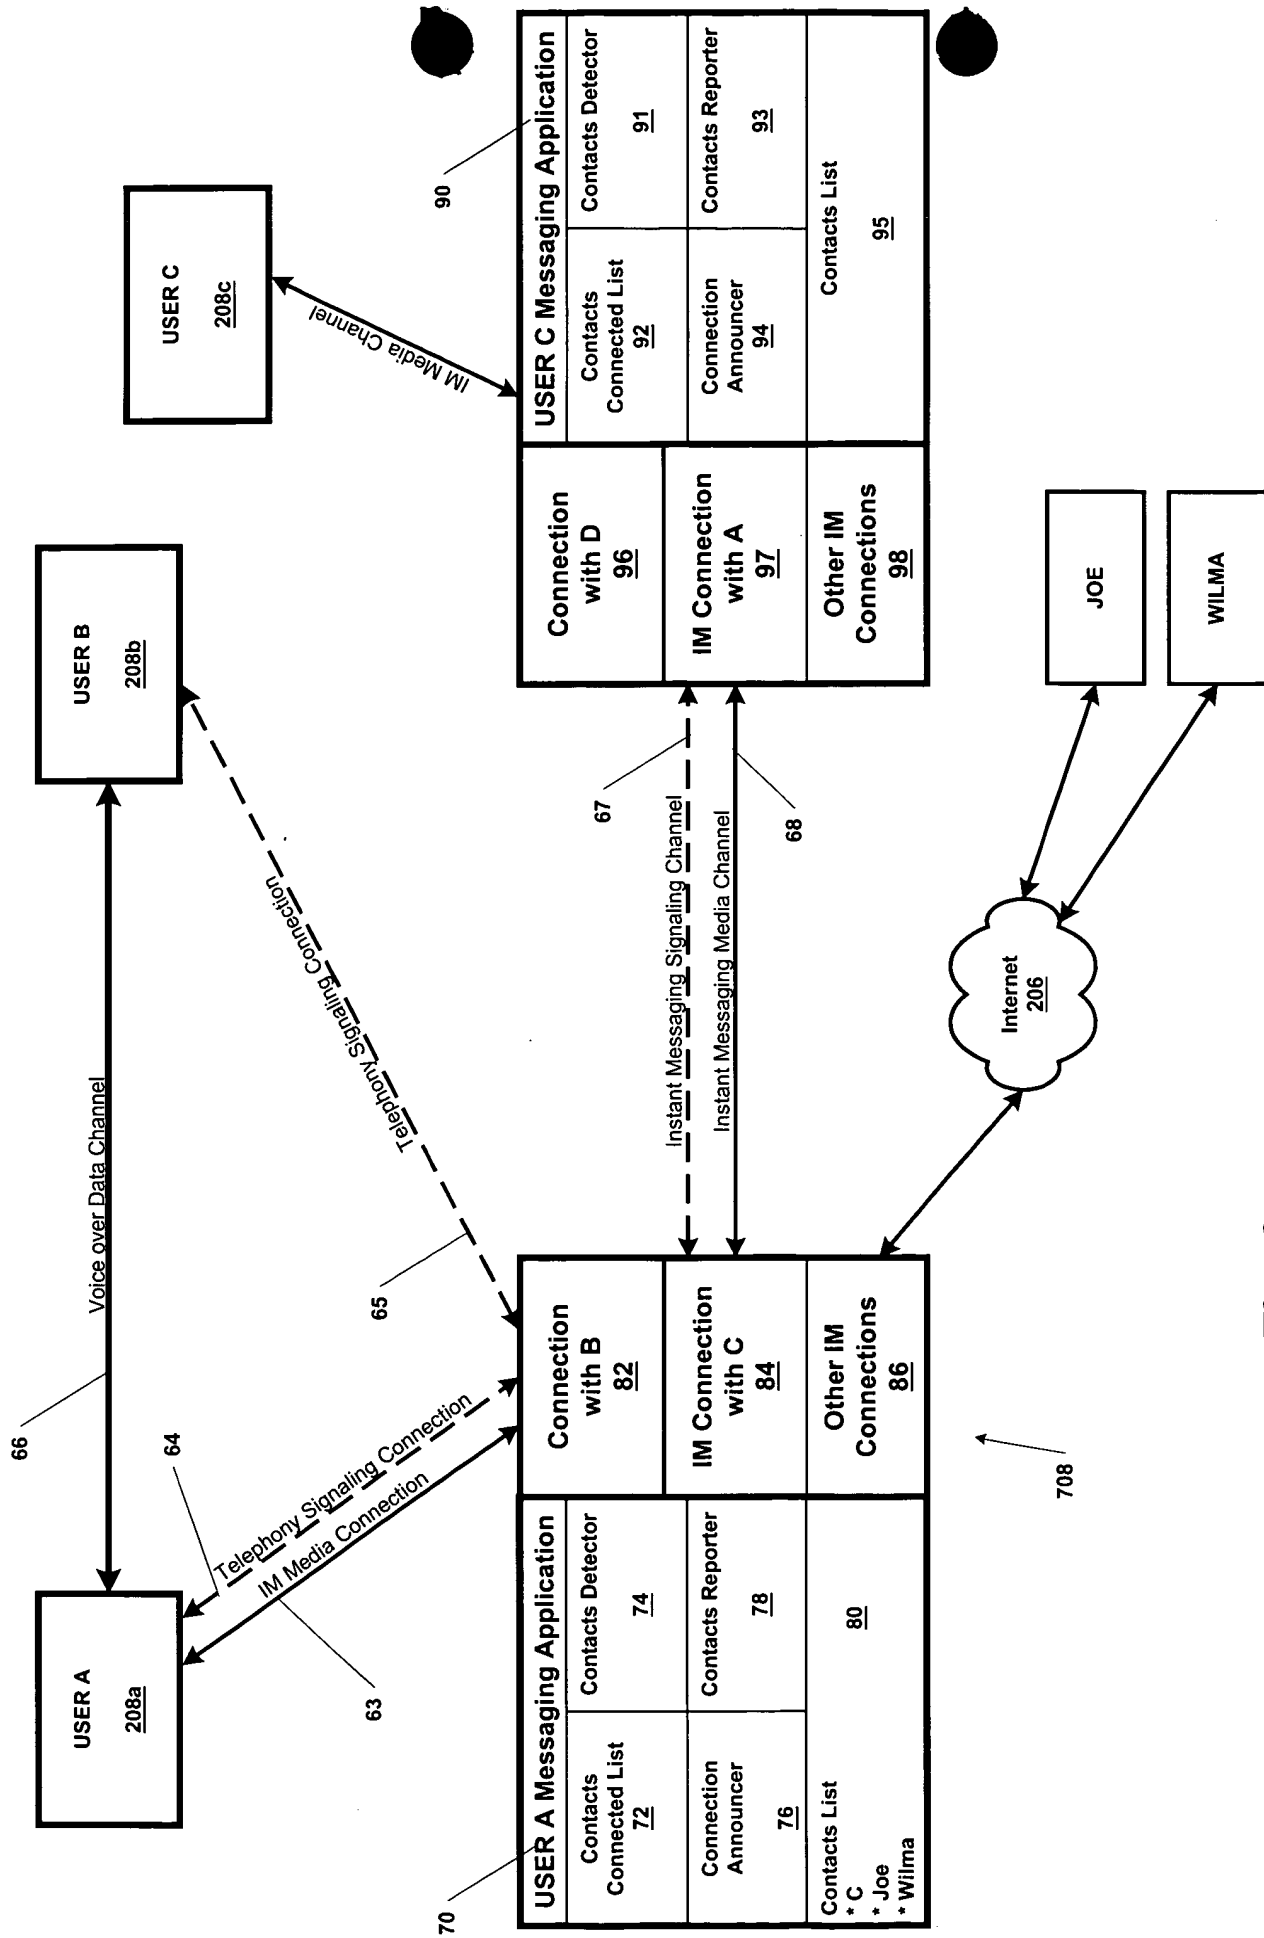 66
Voice over Data Channel
USER A
208a
USER B
208b
USER C
208c
64
Telephony Signaling Connection
IM Media Connection
63
65
Telephony Signaling Connection
IM Media Channel
70
USER A Messaging Application
Contacts
Connected List
72
Contacts Detector
74
Connection
Announcer
76
Contacts Reporter
78
Contacts List
* C
* Joe
* Wilma
80
Connection
with B
82
IM Connection
with C
84
Other IM
Connections
86
708
67
Instant Messaging Signaling Channel
Instant Messaging Media Channel
68
90
Connection
with D
96
IM Connection
with A
97
Other IM
Connections
98
USER C Messaging Application
Contacts
Connected List
92
Contacts Detector
91
Connection
Announcer
94
Contacts Reporter
93
Contacts List
95
Internet
206
JOE
WILMA